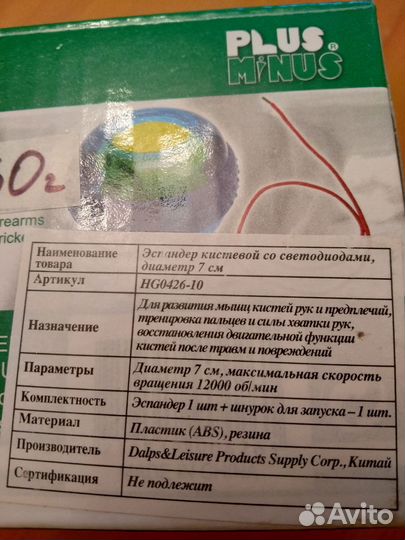 PLUS
MiNUS
60г
rearms
ricke
Наименование товара
Эспандер кистевой со светодиодами,
диаметр 7 см
Артикул
HG0426-10
Назначение
Для развития мышц кистей рук и предплечий,
тренировка пальцев и силы хватки рук,
восстановления двигательной функции
кистей после травм и повреждений
Параметры
Диаметр 7 см, максимальная скорость
вращения 12000 об/мин
Комплектность
Эспандер 1 шт + шнурок для запуска – 1 шт.
Материал
Пластик (ABS), резина
Производитель
Dalps&Leisure Products Supply Corp., Китай
Сертификация
Не подлежит
Avito